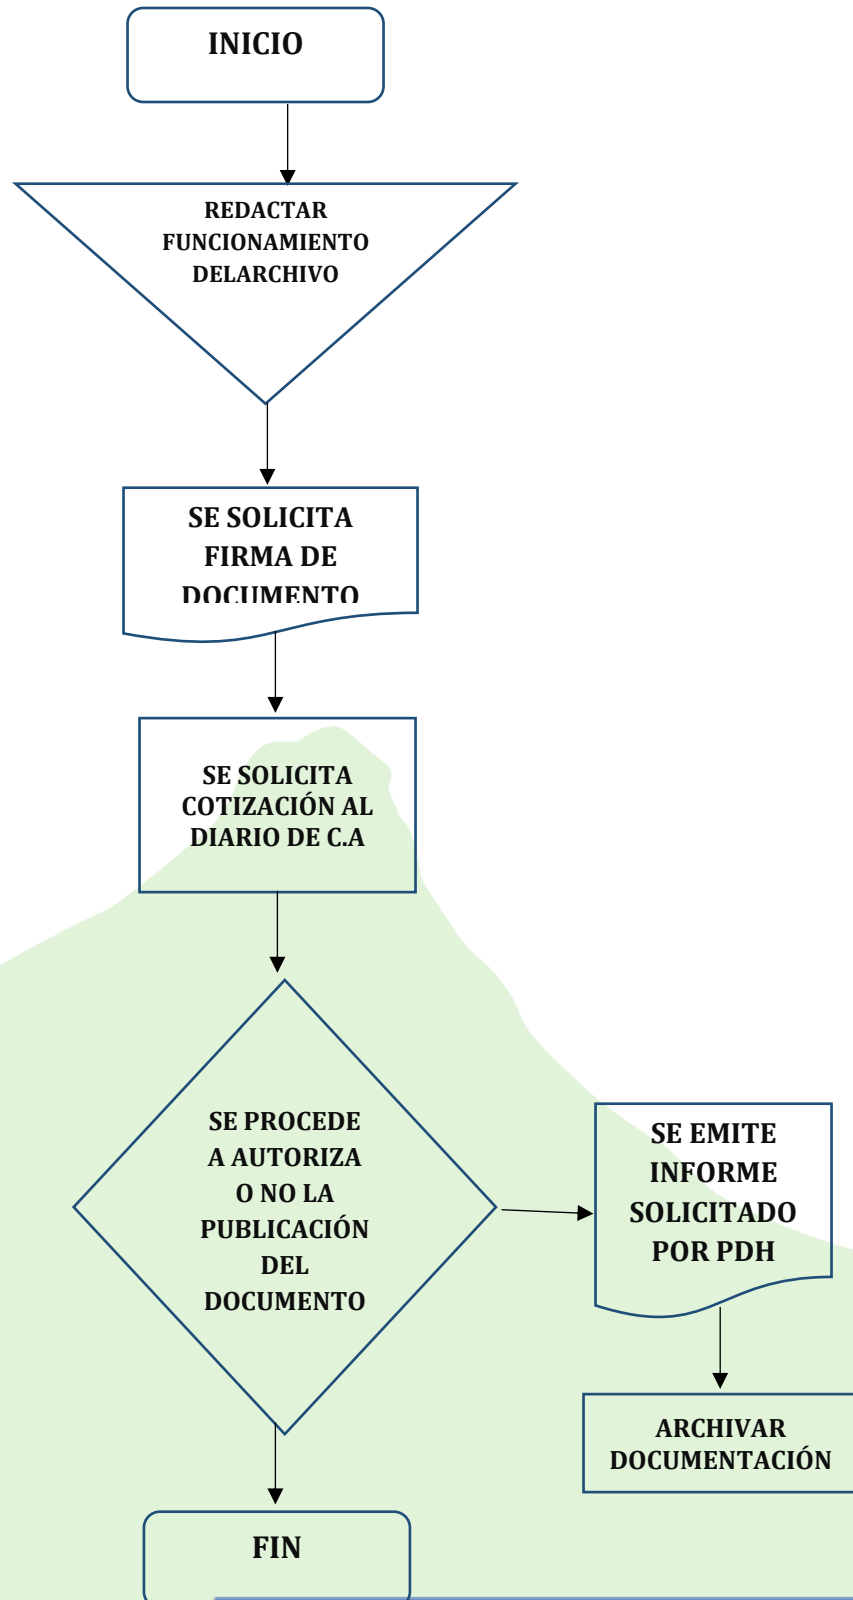 INICIO
REDACTAR
FUNCIONAMIENTO
DELARCHIVO
SE SOLICITA
FIRMA DE
DOCUMENTO
SE SOLICITA
COTIZACIÓN AL
DIARIO DE C.A
SE PROCEDE
A AUTORIZA
O NO LA
PUBLICACIÓN
DEL
DOCUMENTO
SE EMITE
INFORME
SOLICITADO
POR PDH
ARCHIVAR
DOCUMENTACIÓN
FIN